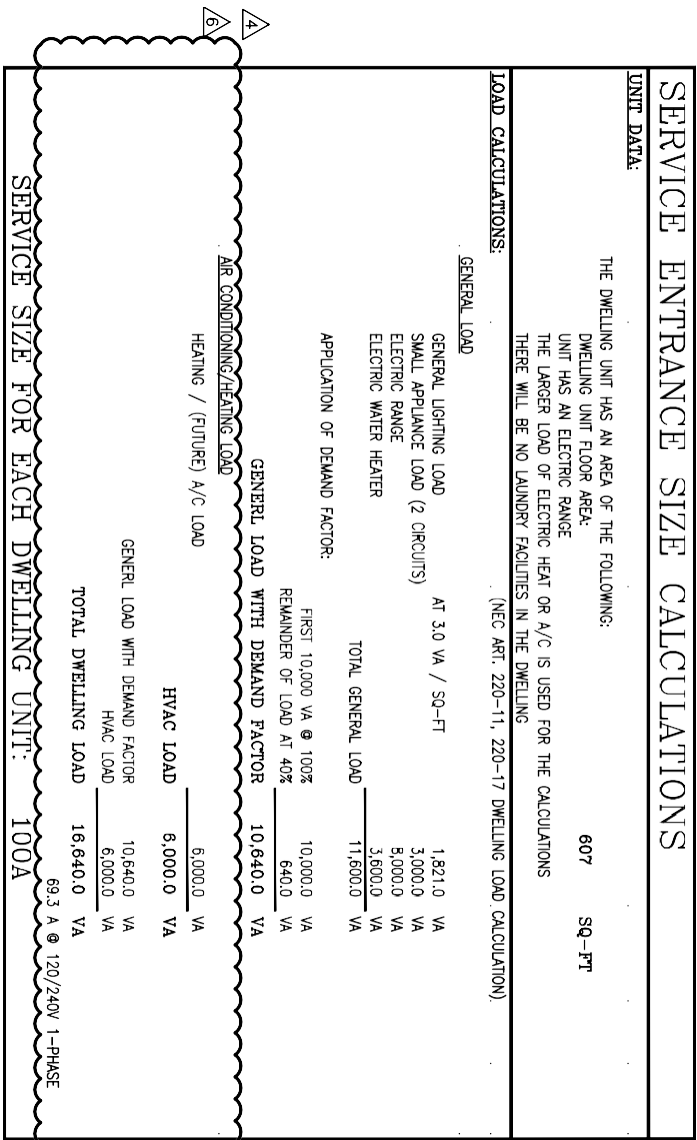 SERVICE ENTRANCE SIZE CALCULATIONS
UNIT DATA:
THE DWELLING UNIT HAS AN AREA OF THE FOLLOWING:
DWELLING UNIT FLOOR AREA: 607 SQ-FT
UNIT HAS AN ELECTRIC RANGE
THE LARGER LOAD OF ELECTRIC HEAT OR A/C IS USED FOR THE CALCULATIONS
THERE WILL BE NO LAUNDRY FACILITIES IN THE DWELLING
LOAD CALCULATIONS: (NEC ART. 220-11, 220-17 DWELLING LOAD CALCULATION)
GENERAL LOAD
GENERAL LIGHTING LOAD AT 3.0 VA / SQ-FT 1,821.0 VA
SMALL APPLIANCE LOAD (2 CIRCUITS) 3,000.0 VA
ELECTRIC RANGE 8,000.0 VA
ELECTRIC WATER HEATER 3,600.0 VA
TOTAL GENERAL LOAD 11,600.0 VA
APPLICATION OF DEMAND FACTOR:
FIRST 10,000 VA @ 100% 10,000.0 VA
REMAINDER OF LOAD AT 40% 640.0 VA
GENERL LOAD WITH DEMAND FACTOR 10,640.0 VA
4
6
AIR CONDITIONING/HEATING LOAD
HEATING / (FUTURE) A/C LOAD 6,000.0 VA
HVAC LOAD 6,000.0 VA
GENERL LOAD WITH DEMAND FACTOR 10,640.0 VA
HVAC LOAD 6,000.0 VA
TOTAL DWELLING LOAD 16,640.0 VA
69.3 A @ 120/240V 1-PHASE
SERVICE SIZE FOR EACH DWELLING UNIT: 100A